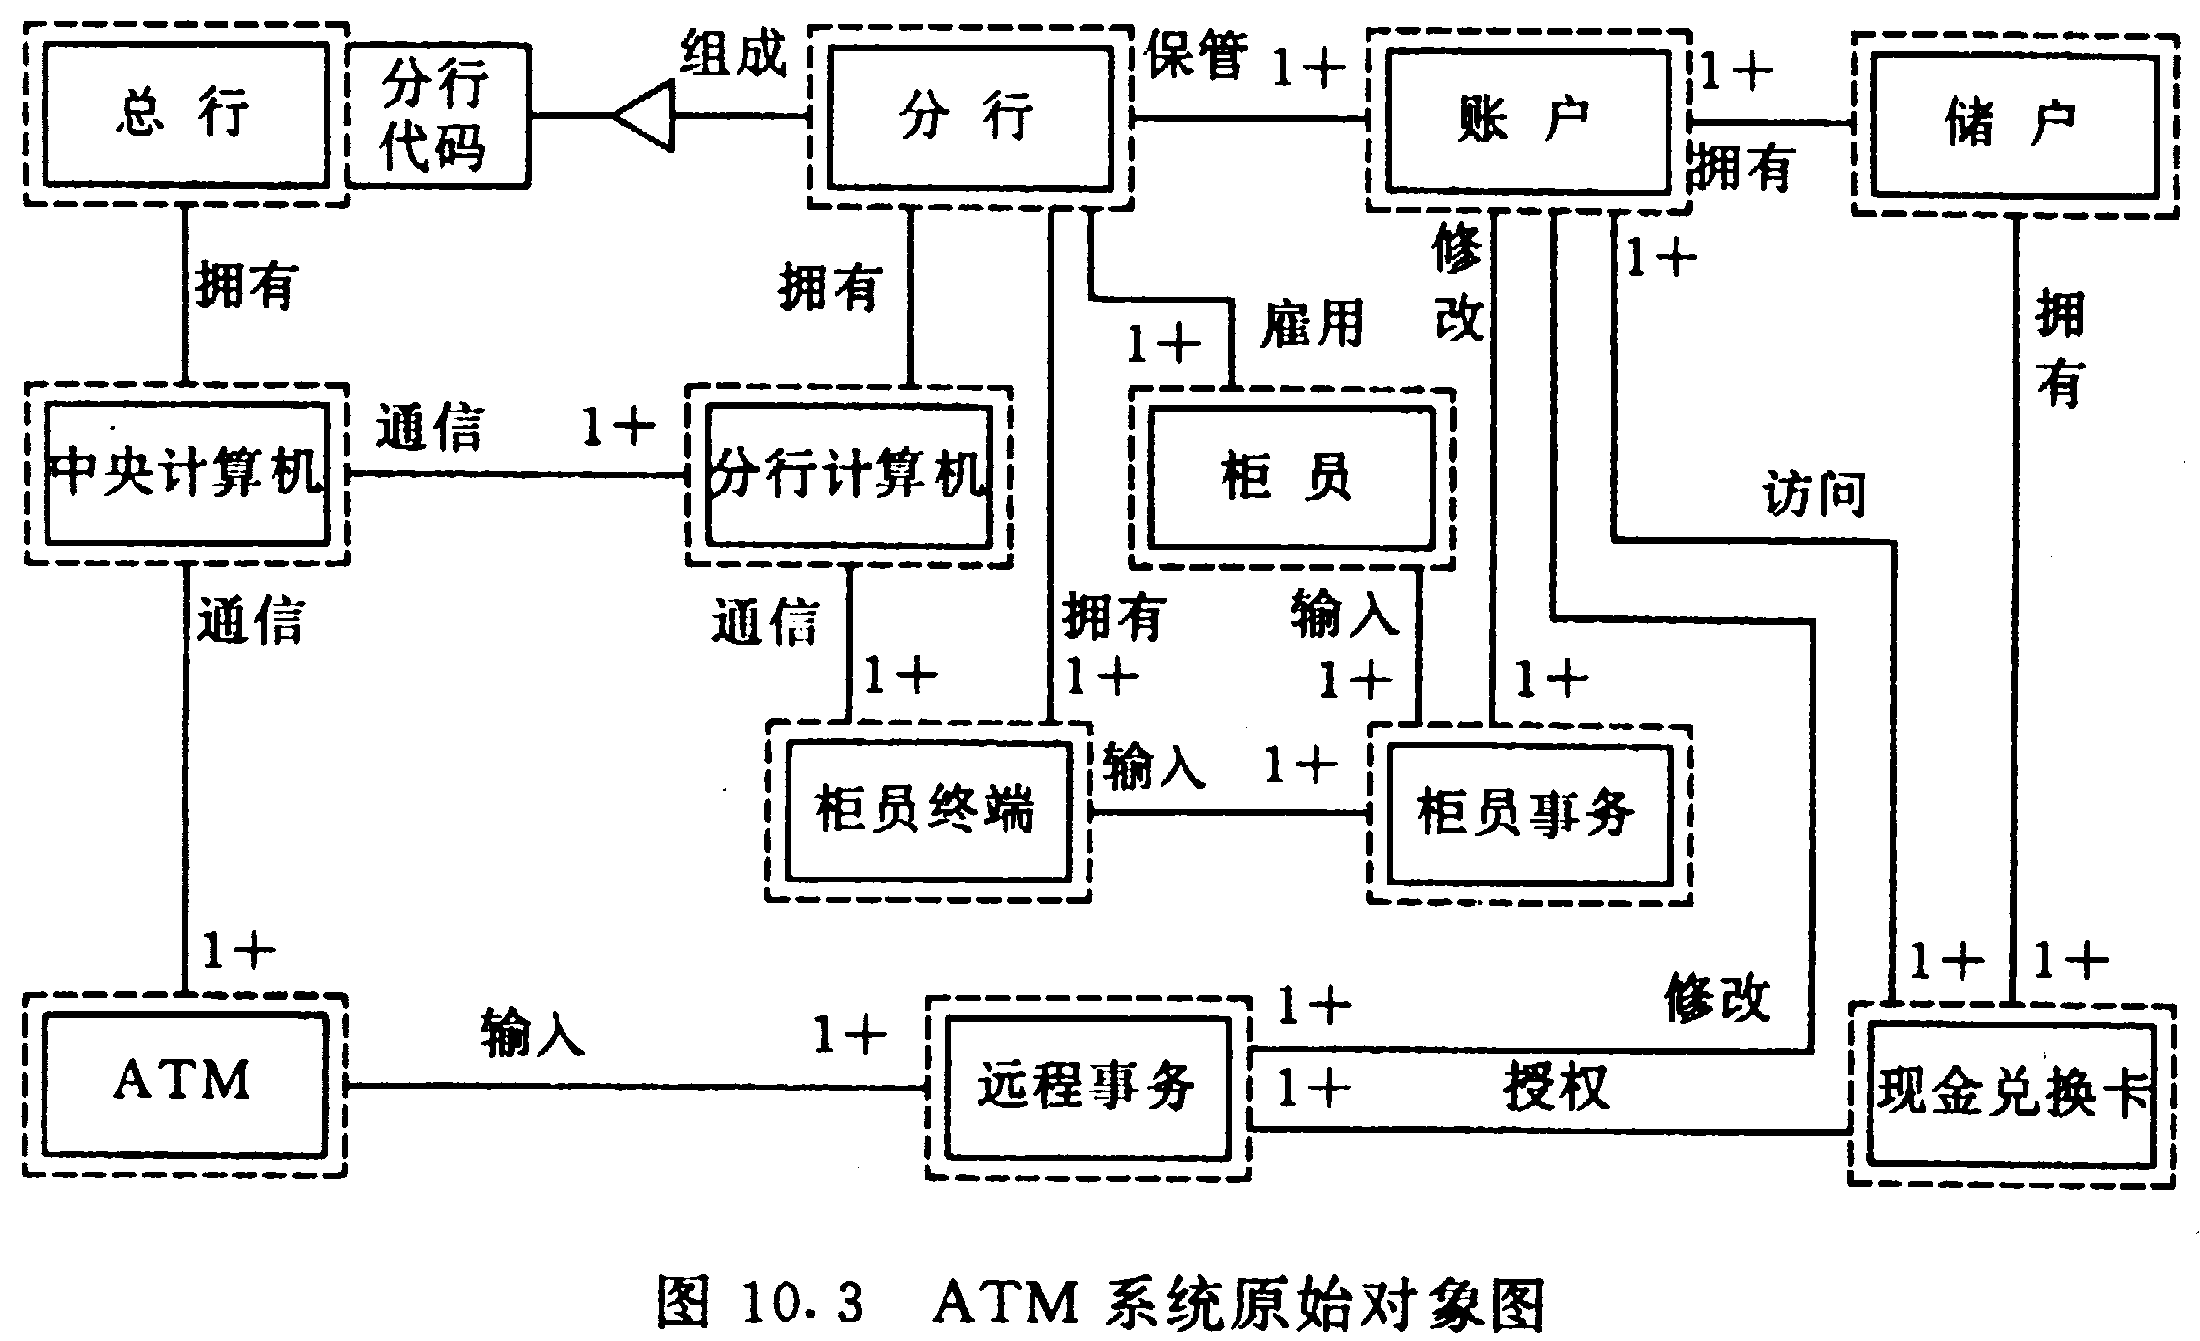 总行
分行
代码
组成
分行
保管
1+
账户
1+
拥有
储户
拥有
拥有
1+
雇用
修
改
1+
拥
有
中央计算机
通信
1+
分行计算机
柜员
访问
通信
通信
1+
拥有
1+
输入
1+
1+
柜员终端
输入
1+
柜员事务
1+
1+
1+
ATM
输入
1+
远程事务
1+
修改
1+
授权
现金兑换卡
图 10.3 ATM 系统原始对象图